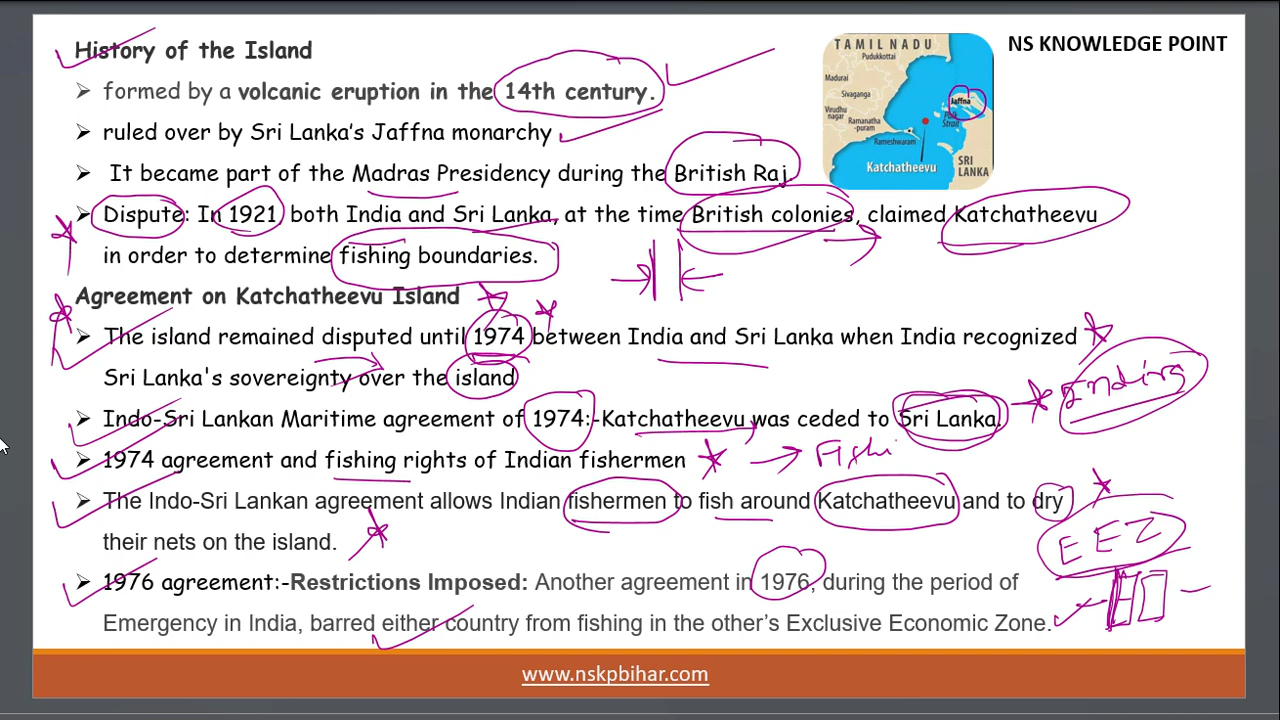 History of the Island
NS KNOWLEDGE POINT
➢ formed by a volcanic eruption in the 14th century.
➢ ruled over by Sri Lanka's Jaffna monarchy
➢ It became part of the Madras Presidency during the British Raj.
➢ Dispute: In 1921 both India and Sri Lanka, at the time British colonies, claimed Katchatheevu
in order to determine fishing boundaries.
Agreement on Katchatheevu Island
➢ The island remained disputed until 1974 between India and Sri Lanka when India recognized
Sri Lanka's sovereignty over the island
➢ Indo-Sri Lankan Maritime agreement of 1974:-Katchatheevu was ceded to Sri Lanka.
➢ 1974 agreement and fishing rights of Indian fishermen
Fishi
➢ The Indo-Sri Lankan agreement allows Indian fishermen to fish around Katchatheevu and to dry
their nets on the island.
EEZ
➢ 1976 agreement:-Restrictions Imposed: Another agreement in 1976, during the period of
Emergency in India, barred either country from fishing in the other's Exclusive Economic Zone.
TAMIL NADU
Pudukkottai
Madurai
Sivaganga
Virudhu
nagar
Ramanatha
-puram
Rameshwaram
Jaffna
Palk
Strait
Katchatheevu
SRI
LANKA
www.nskpbihar.com